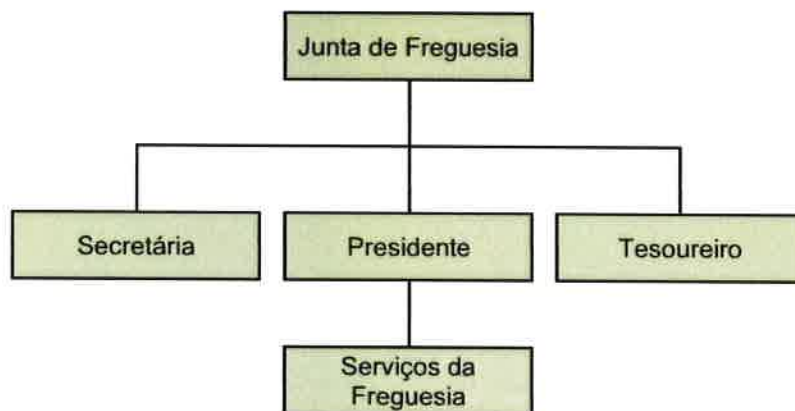 Junta de Freguesia
Secretária
Presidente
Tesoureiro
Serviços da
Freguesia